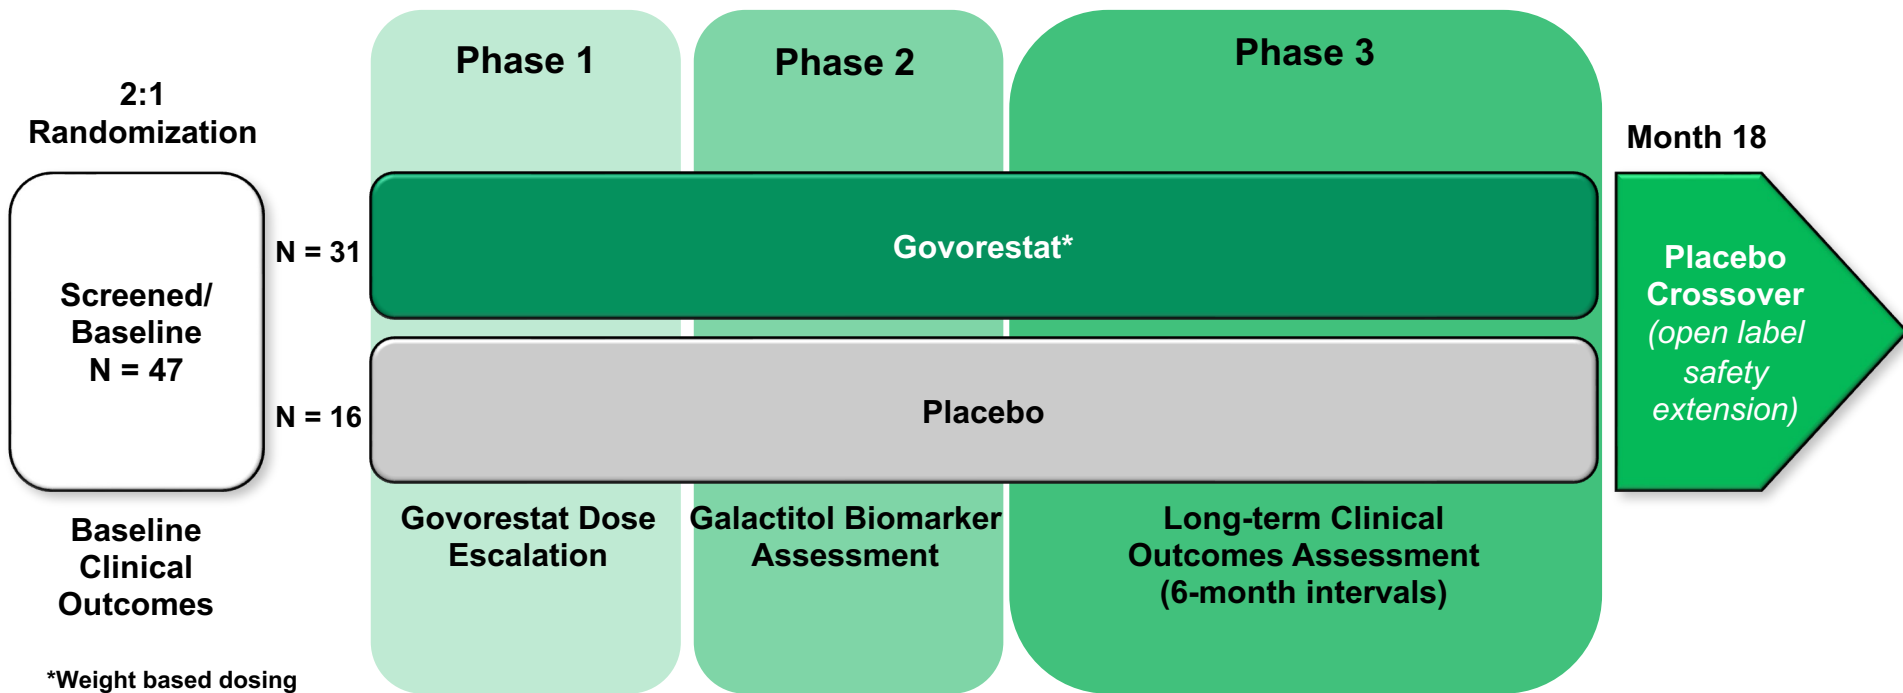 2:1
Randomization
Screened/
Baseline
N = 47
Baseline
Clinical
Outcomes
N = 31
N = 16
Phase 1
Phase 2
Phase 3
Govorestat*
Placebo
Govorestat Dose
Escalation
Galactitol Biomarker
Assessment
Long-term Clinical
Outcomes Assessment
(6-month intervals)
Month 18
Placebo
Crossover
(open label
safety
extension)
*Weight based dosing